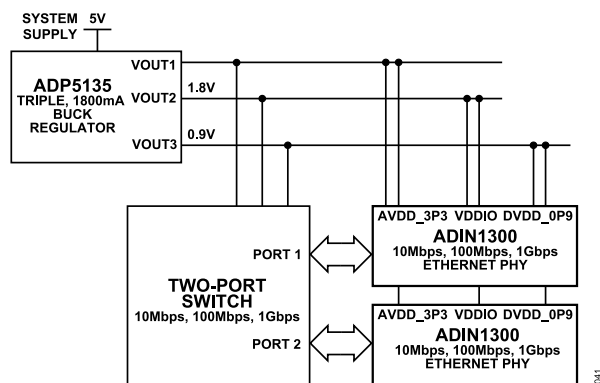 SYSTEM SUPPLY 5V
ADP5135
TRIPLE, 1800mA
BUCK
REGULATOR
VOUT1
VOUT2
VOUT3
1.8V
0.9V
TWO-PORT
SWITCH
10Mbps, 100Mbps, 1Gbps
PORT 1
PORT 2
AVDD_3P3 VDDIO DVDD_0P9
ADIN1300
10Mbps, 100Mbps, 1Gbps
ETHERNET PHY
AVDD_3P3 VDDIO DVDD_0P9
ADIN1300
10Mbps, 100Mbps, 1Gbps
ETHERNET PHY
041